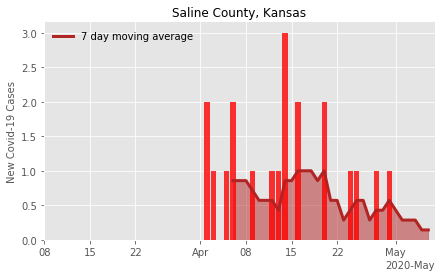 Saline County, Kansas
7 day moving average
New Covid-19 Cases
3.0
2.5
2.0
1.5
1.0
0.5
0.0
08 15 22 Apr 08 15 22 May
2020-May